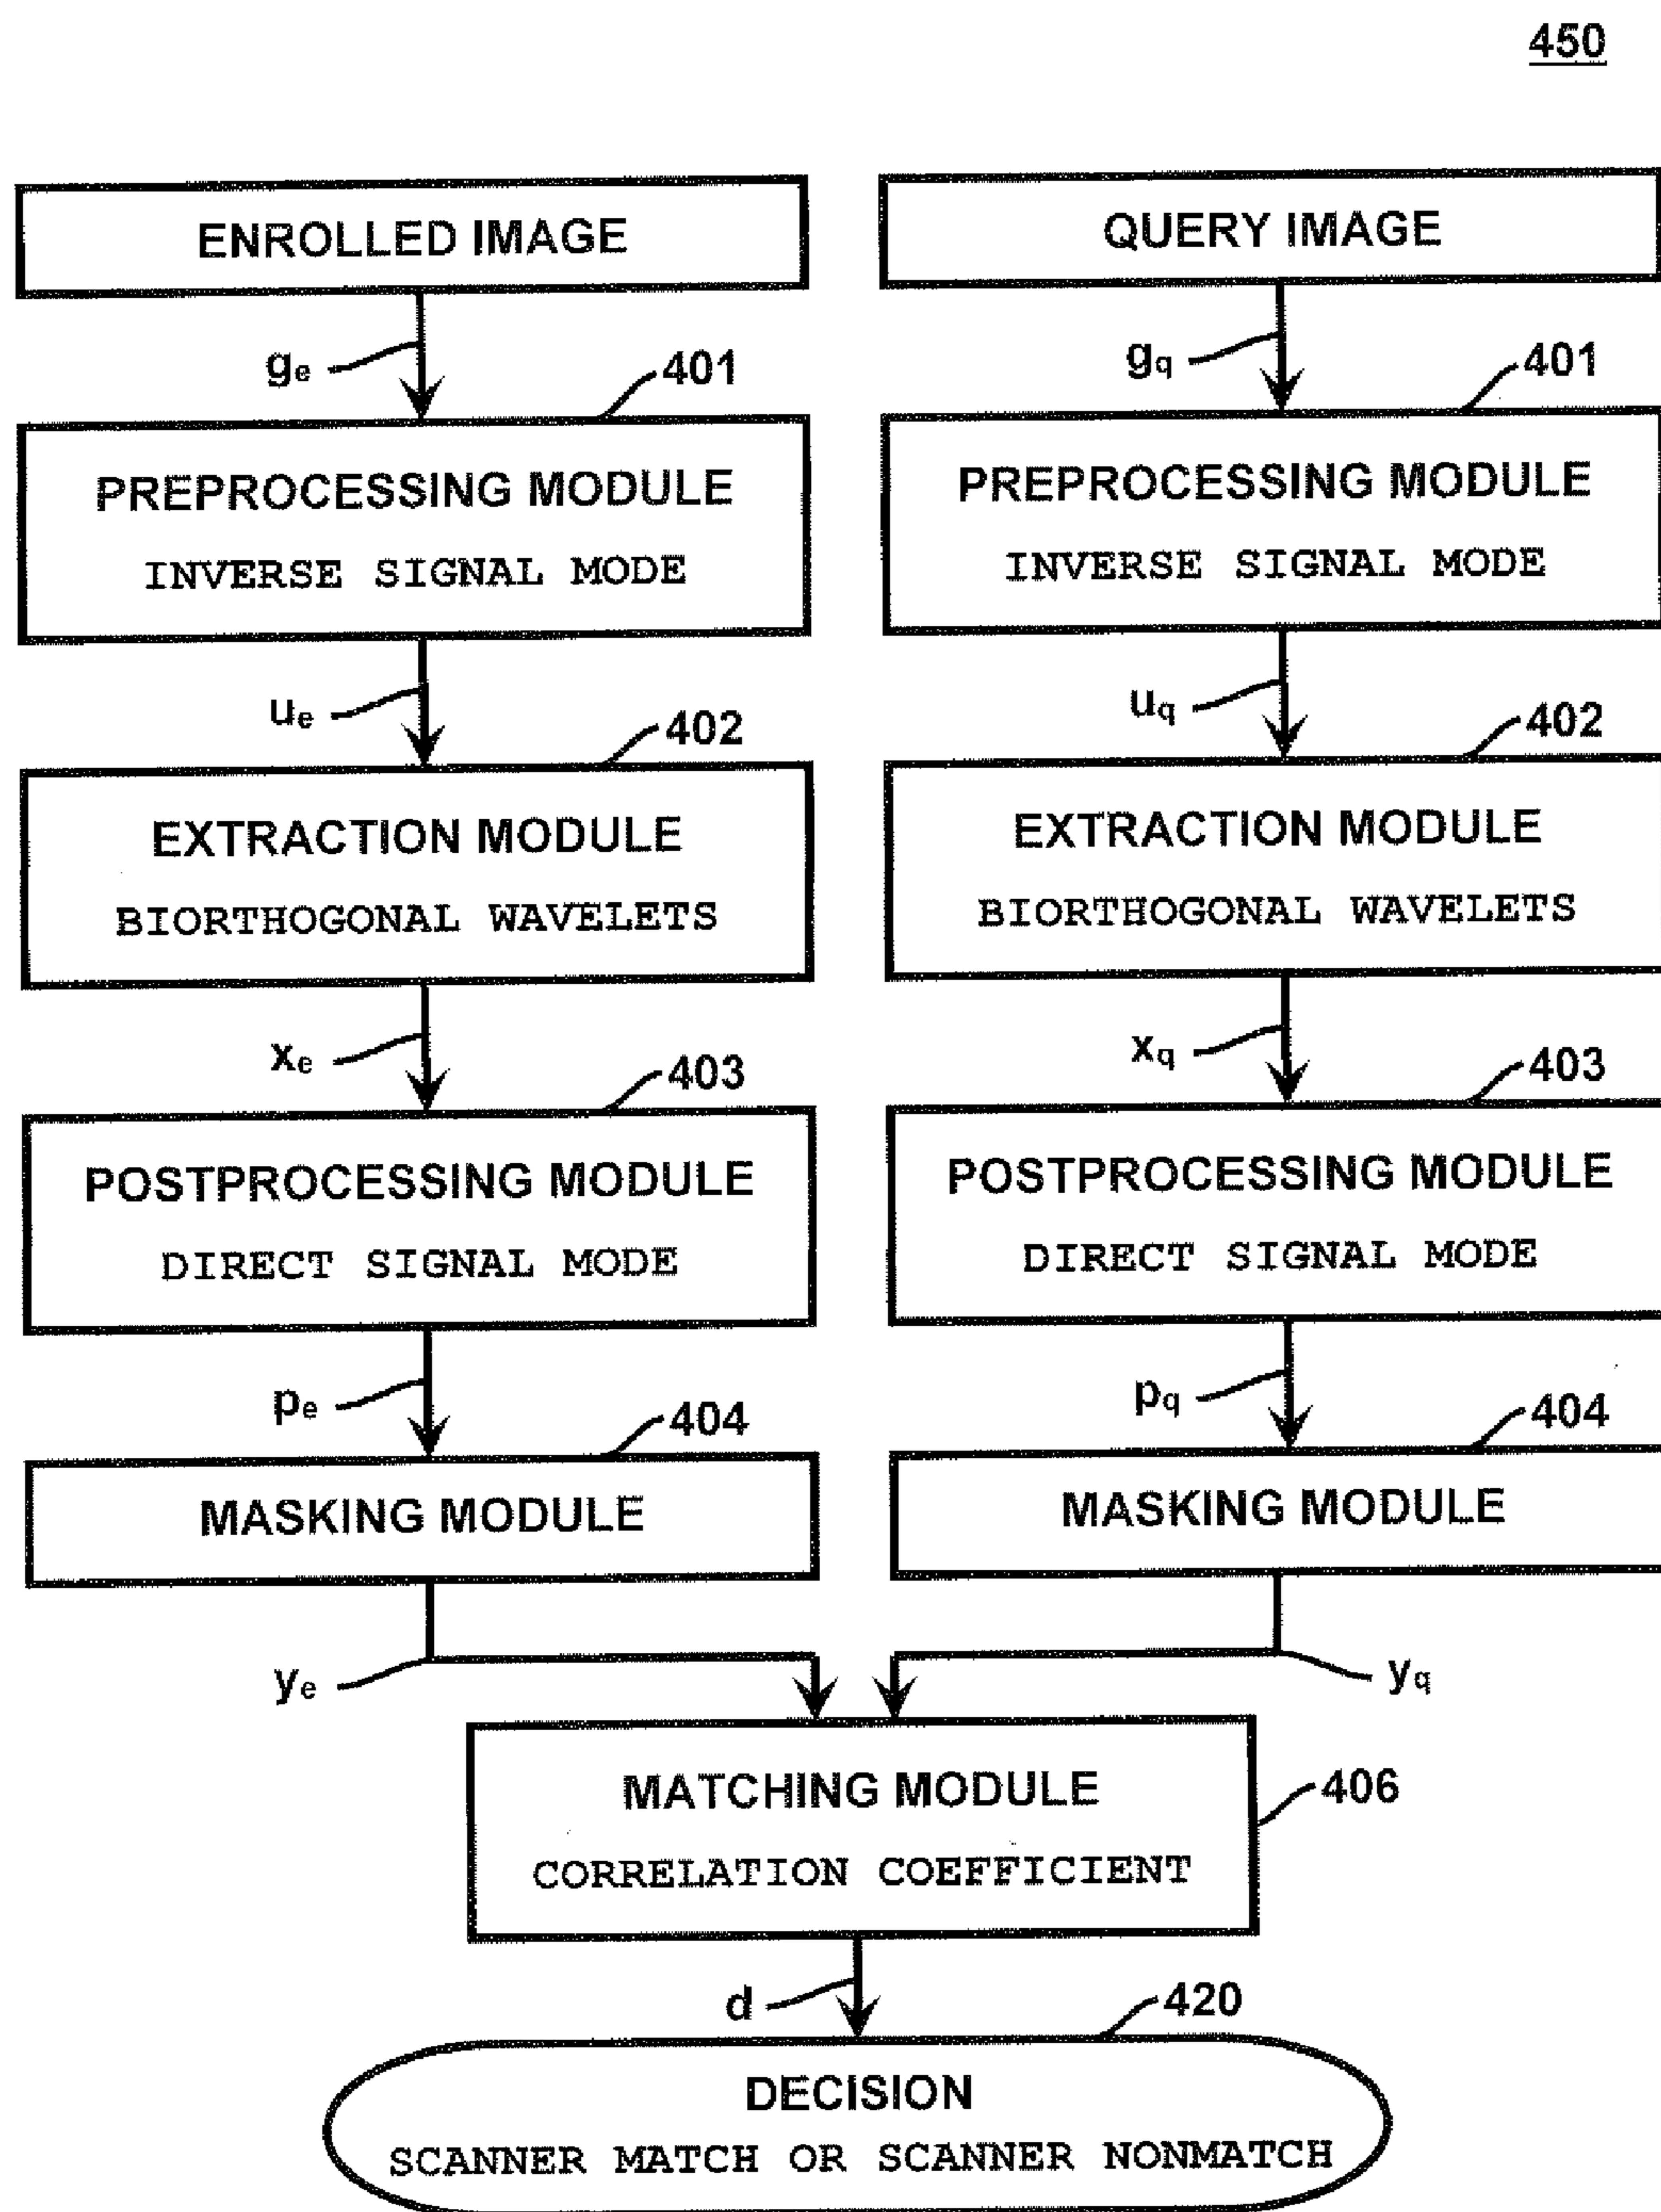 450
ENROLLED IMAGE
QUERY IMAGE
ge
gq
401
401
PREPROCESSING MODULE
INVERSE SIGNAL MODE
PREPROCESSING MODULE
INVERSE SIGNAL MODE
ue
uq
402
402
EXTRACTION MODULE
BIORTHOGONAL WAVELETS
EXTRACTION MODULE
BIORTHOGONAL WAVELETS
xe
xq
403
403
POSTPROCESSING MODULE
DIRECT SIGNAL MODE
POSTPROCESSING MODULE
DIRECT SIGNAL MODE
pe
pq
404
404
MASKING MODULE
MASKING MODULE
ye
yq
MATCHING MODULE
CORRELATION COEFFICIENT
406
d
420
DECISION
SCANNER MATCH OR SCANNER NONMATCH